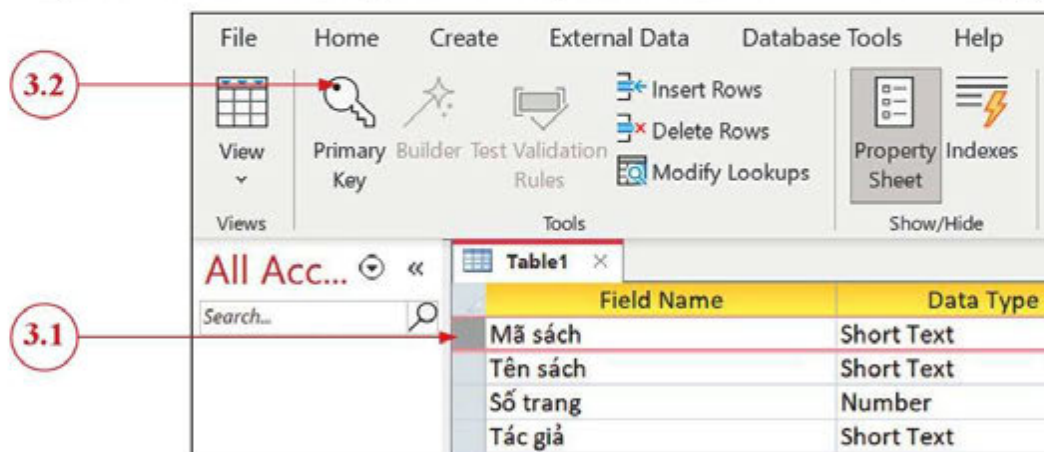 File Home Create External Data Database Tools Help
3.2
View
Primary Key
Builder
Test Validation Rules
Insert Rows
Delete Rows
Modify Lookups
Property Sheet
Indexes
Views
Tools
Show/Hide
All Acc...
Search...
Table1
Field Name Data Type
3.1
Mã sách Short Text
Tên sách Short Text
Số trang Number
Tác giả Short Text